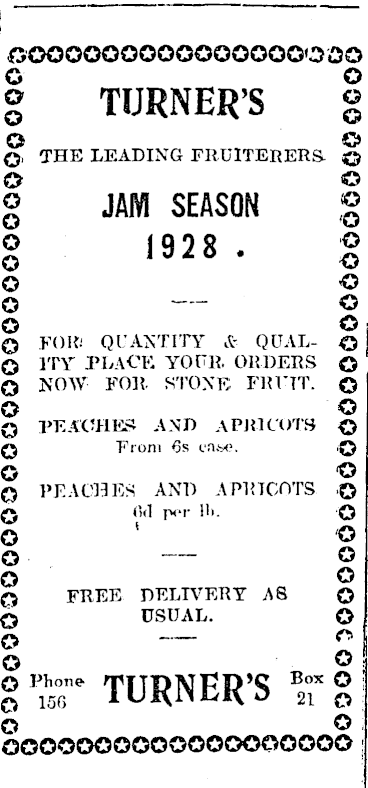 TURNER'S
THE LEADING FRUITERERS
JAM SEASON
1928.
FOR QUANTITY & QUAL-
ITY PLACE YOUR ORDERS
NOW FOR STONE FRUIT.
PEACHES AND APRICOTS
From 6s case.
PEACHES AND APRICOTS
6d per lb.
FREE DELIVERY AS
USUAL.
Phone 156 TURNER'S Box 21